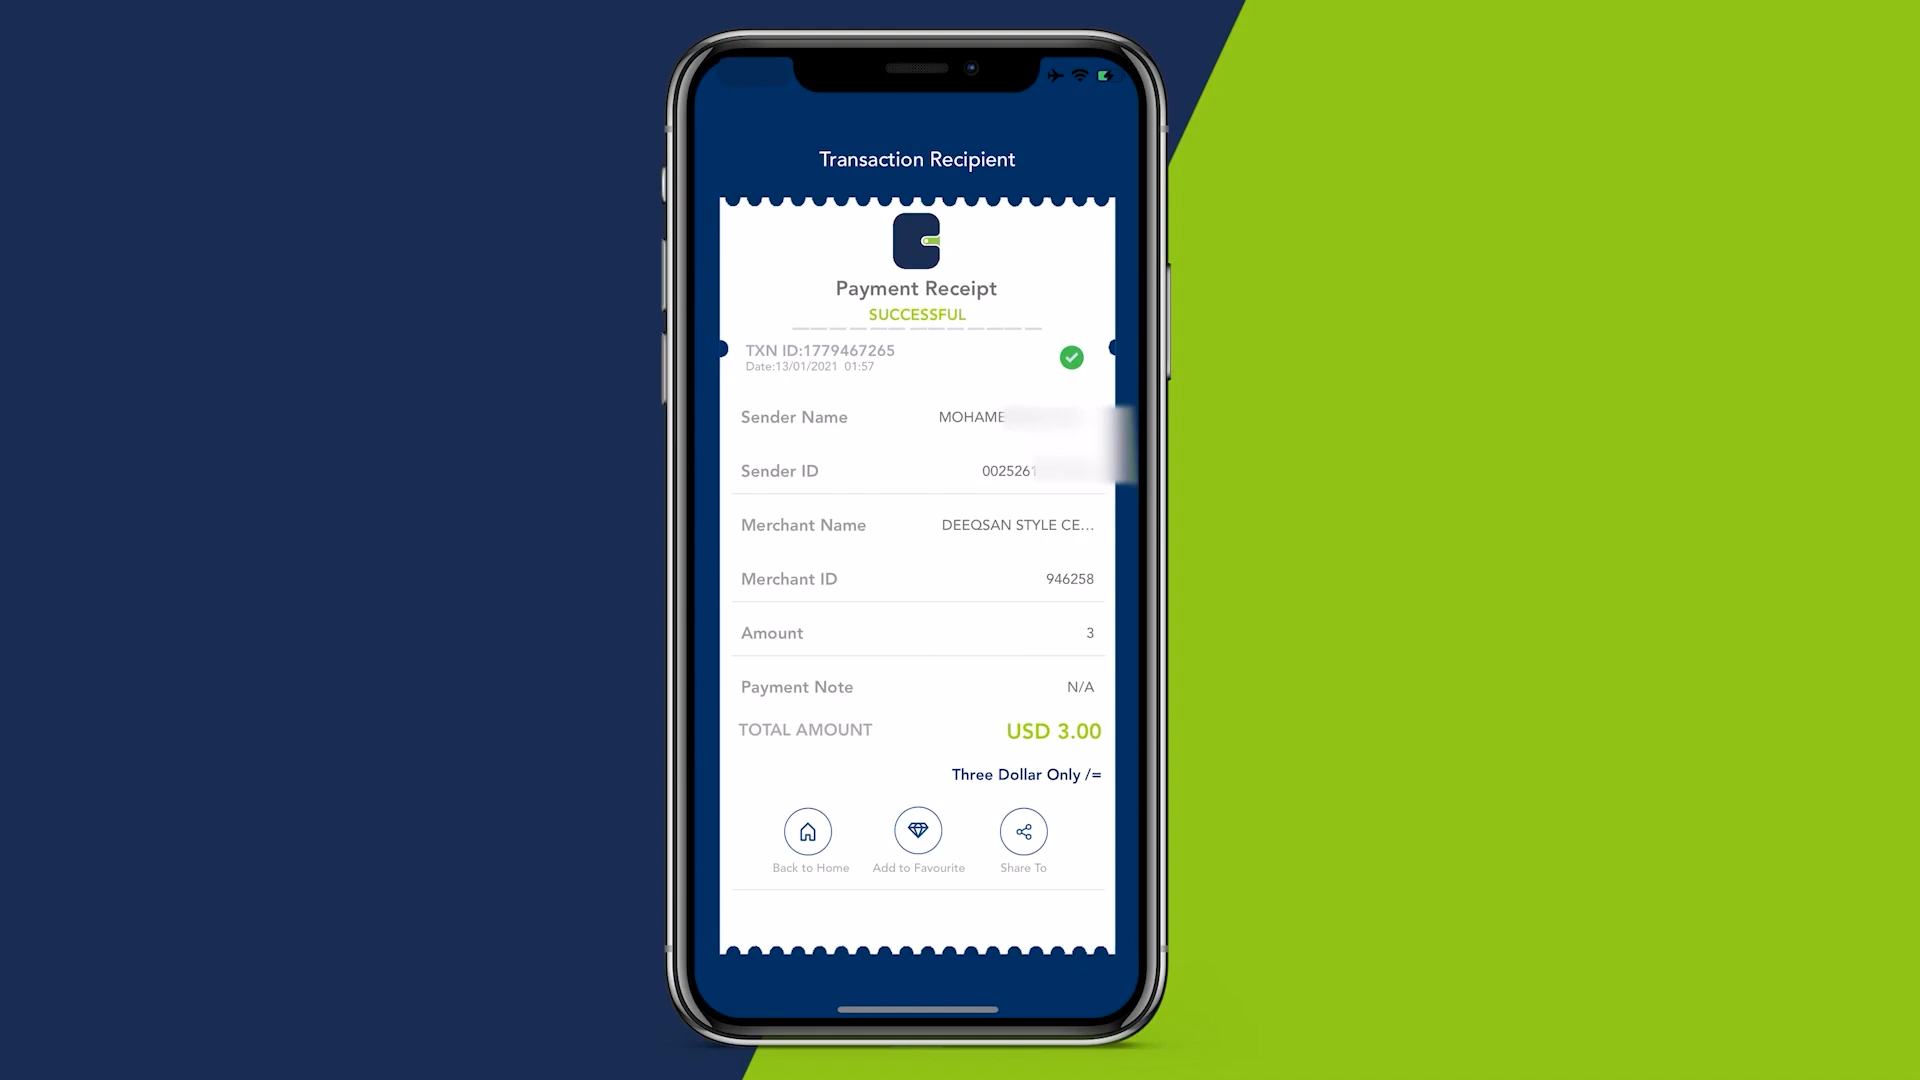 Transaction Recipient
Payment Receipt
SUCCESSFUL
TXN ID:1779467265
Date:13/01/2021 01:57
Sender Name
Sender ID 002526
Merchant Name DEEQSAN STYLE CE...
Merchant ID 946258
Amount 3
Payment Note N/A
TOTAL AMOUNT USD 3.00
Three Dollar Only /=
Back to Home Add to Favourite Share To